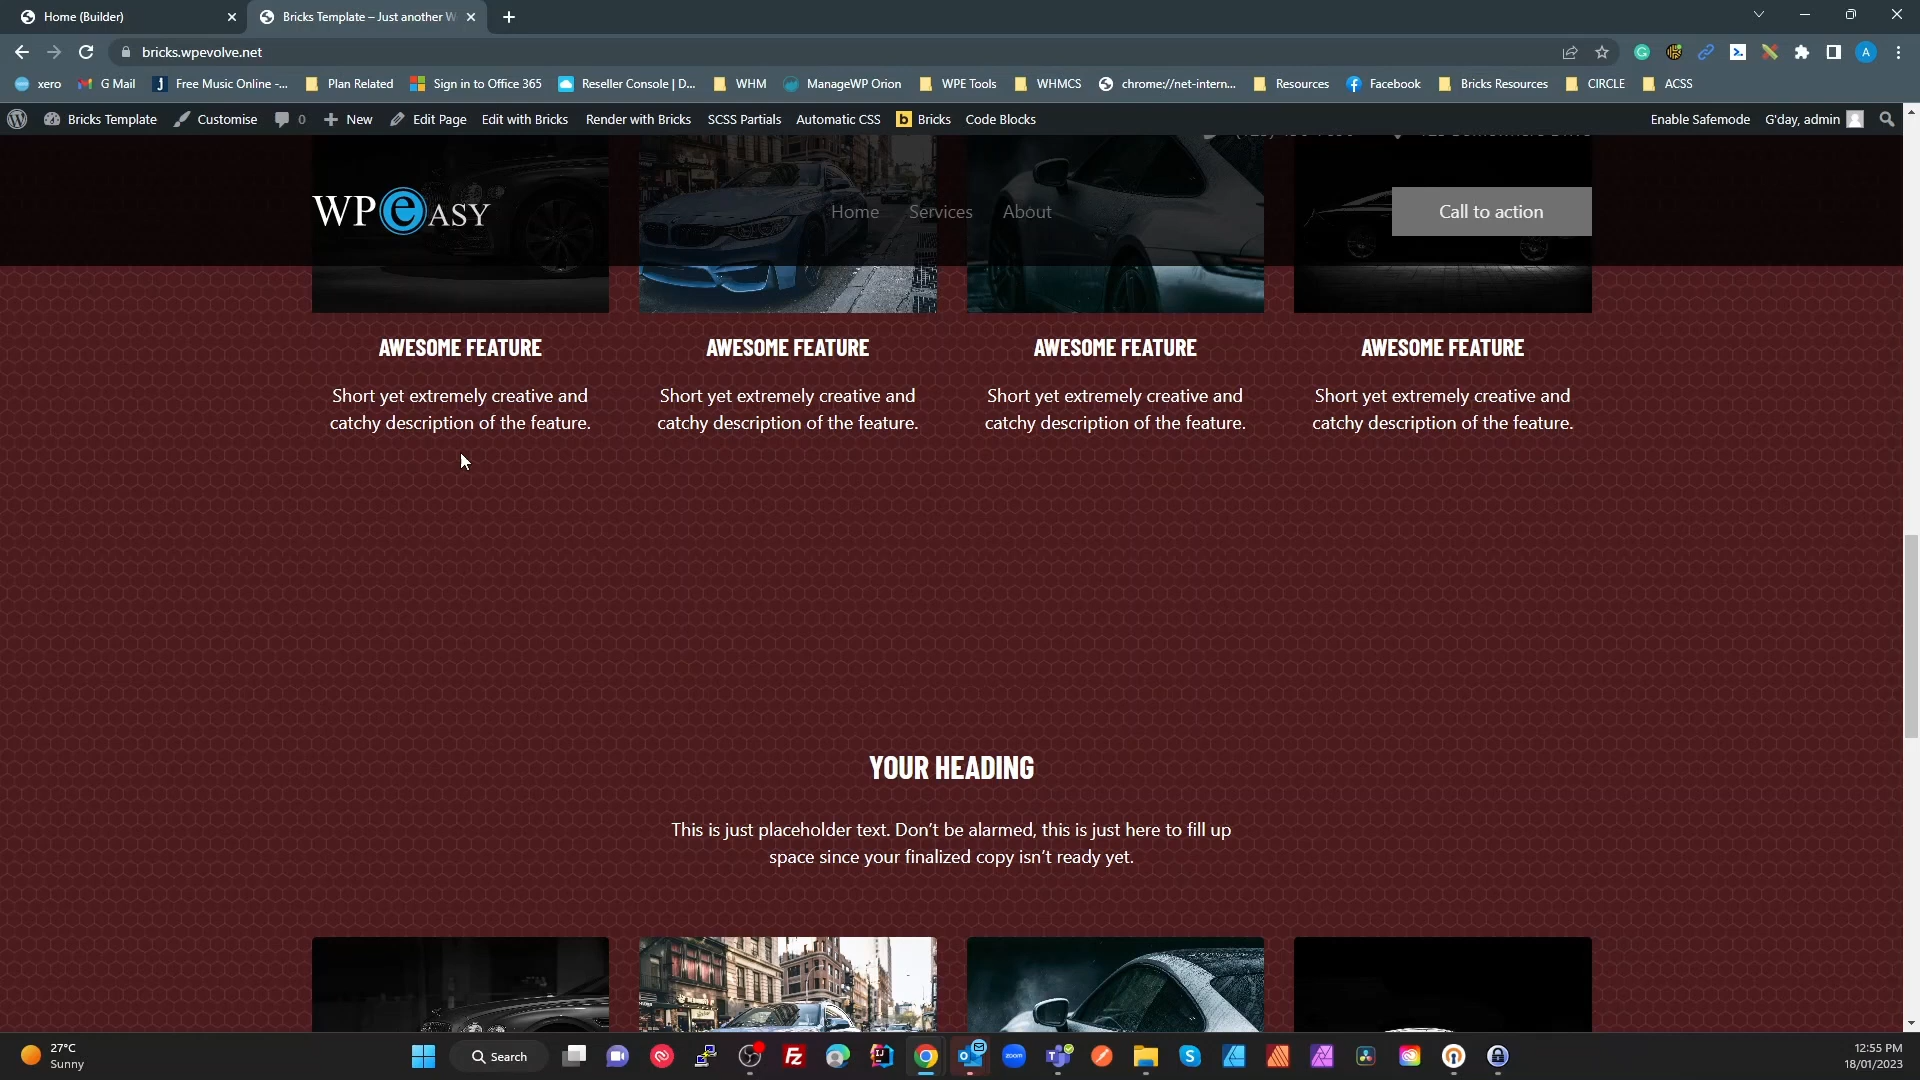 Home (Builder)
Bricks Template – Just another W
bricks.wpevolve.net
xero
G Mail
Free Music Online -...
Plan Related
Sign in to Office 365
Reseller Console | D...
WHM
ManageWP Orion
WPE Tools
WHMCS
chrome://net-intern...
Resources
Facebook
Bricks Resources
CIRCLE
ACSS
Bricks Template
Customise
0
New
Edit Page
Edit with Bricks
Render with Bricks
SCSS Partials
Automatic CSS
Bricks
Code Blocks
Enable Safemode
G'day, admin
WPeASY
Home
Services
About
Call to action
AWESOME FEATURE
AWESOME FEATURE
AWESOME FEATURE
AWESOME FEATURE
Short yet extremely creative and
catchy description of the feature.
Short yet extremely creative and
catchy description of the feature.
Short yet extremely creative and
catchy description of the feature.
Short yet extremely creative and
catchy description of the feature.
YOUR HEADING
This is just placeholder text. Don't be alarmed, this is just here to fill up
space since your finalized copy isn't ready yet.
27°C
Sunny
Search
zoom
12:55 PM
18/01/2023